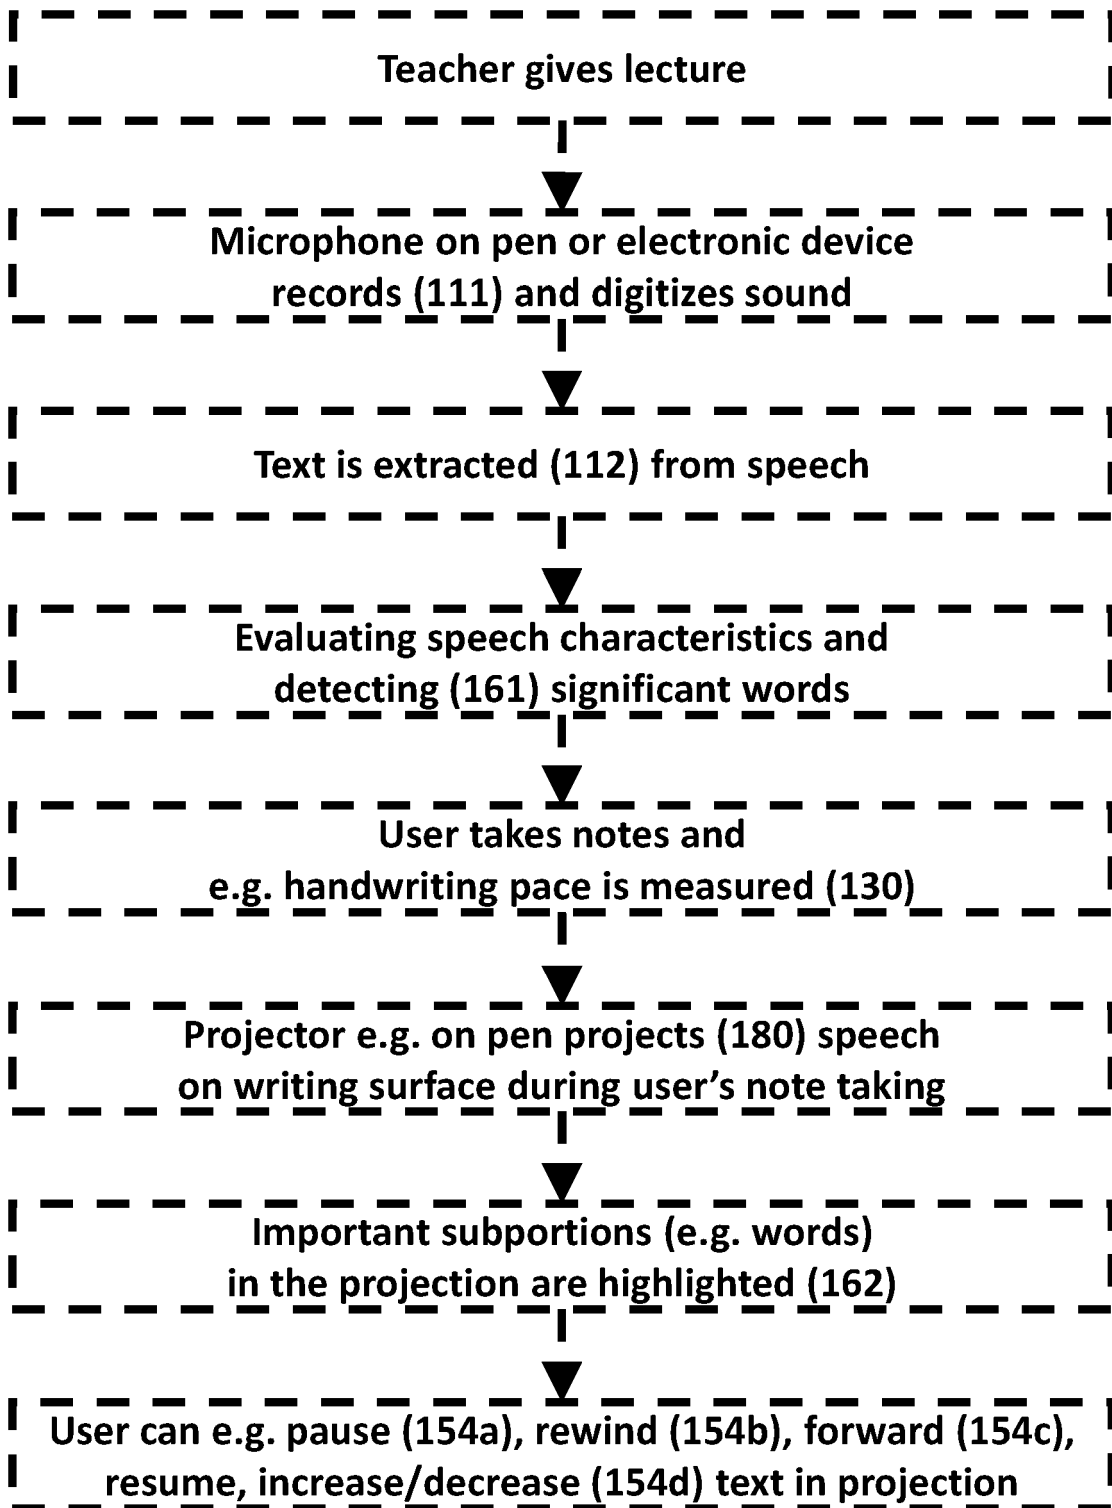 Teacher gives lecture
Microphone on pen or electronic device
records (111) and digitizes sound
Text is extracted (112) from speech
Evaluating speech characteristics and
detecting (161) significant words
User takes notes and
e.g. handwriting pace is measured (130)
Projector e.g. on pen projects (180) speech
on writing surface during user’s note taking
Important subportions (e.g. words)
in the projection are highlighted (162)
User can e.g. pause (154a), rewind (154b), forward (154c),
resume, increase/decrease (154d) text in projection